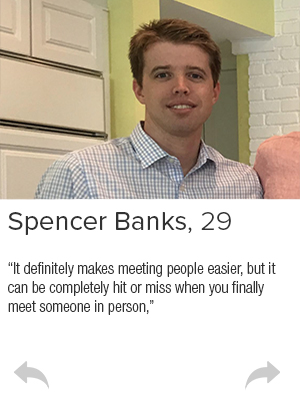 Spencer Banks, 29
“It definitely makes meeting people easier, but it
can be completely hit or miss when you finally
meet someone in person,”